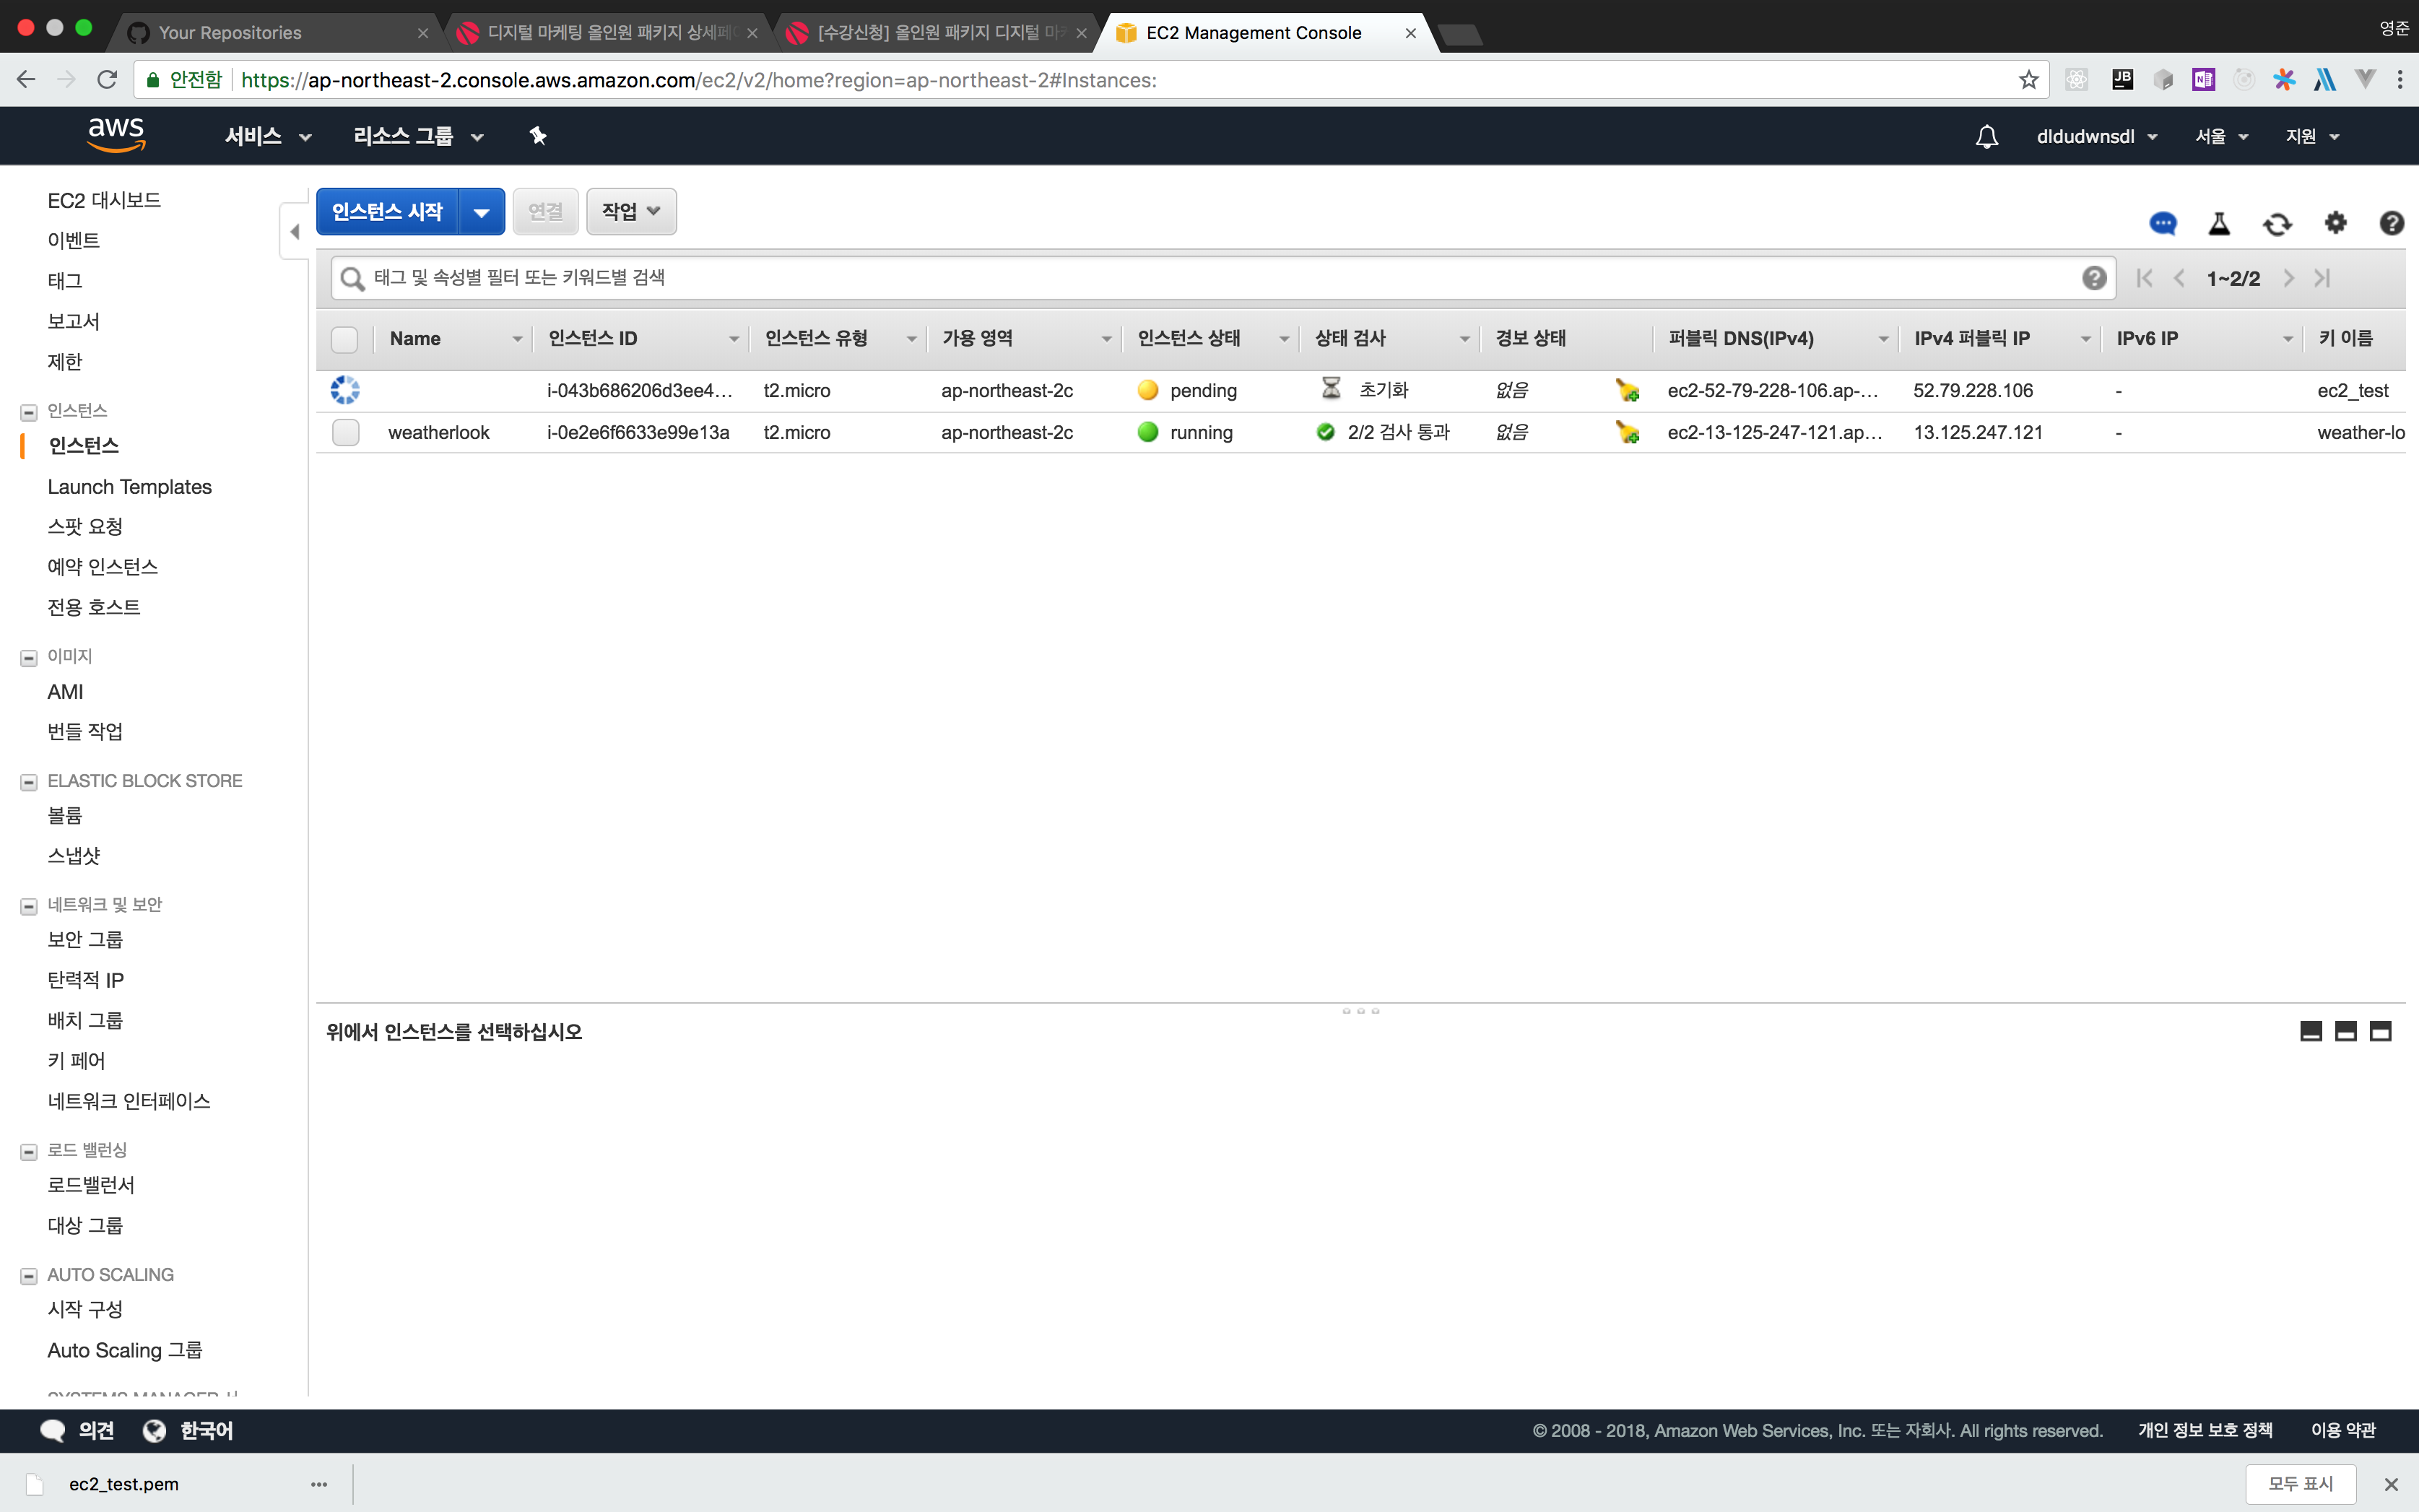 Your Repositories
디지털 마케팅 올인원 패키지 상세페
[수강신청] 올인원 패키지 디지털 마
EC2 Management Console
영준
안전함
https://ap-northeast-2.console.aws.amazon.com/ec2/v2/home?region=ap-northeast-2#Instances:
JB
N
aws
서비스
리소스 그룹
dldudwnsdl
서울
지원
EC2 대시보드
이벤트
태그
보고서
제한
인스턴스
인스턴스
Launch Templates
스팟 요청
예약 인스턴스
전용 호스트
이미지
AMI
번들 작업
ELASTIC BLOCK STORE
볼륨
스냅샷
네트워크 및 보안
보안 그룹
탄력적 IP
배치 그룹
키 페어
네트워크 인터페이스
로드 밸런싱
로드밸런서
대상 그룹
AUTO SCALING
시작 구성
Auto Scaling 그룹
SYSTEMS MANAGER 서
인스턴스 시작
연결
작업
태그 및 속성별 필터 또는 키워드별 검색
1~2/2
Name 인스턴스 ID 인스턴스 유형 가용 영역 인스턴스 상태 상태 검사 경보 상태 퍼블릭 DNS(IPv4) IPv4 퍼블릭 IP IPv6 IP 키 이름
i-043b686206d3ee4... t2.micro ap-northeast-2c pending 초기화 없음 ec2-52-79-228-106.ap-... 52.79.228.106 - ec2_test
weatherlook i-0e2e6f6633e99e13a t2.micro ap-northeast-2c running 2/2 검사 통과 없음 ec2-13-125-247-121.ap... 13.125.247.121 - weather-lo
위에서 인스턴스를 선택하십시오
의견
한국어
© 2008 - 2018, Amazon Web Services, Inc. 또는 자회사. All rights reserved.
개인 정보 보호 정책
이용 약관
ec2_test.pem
모두 표시